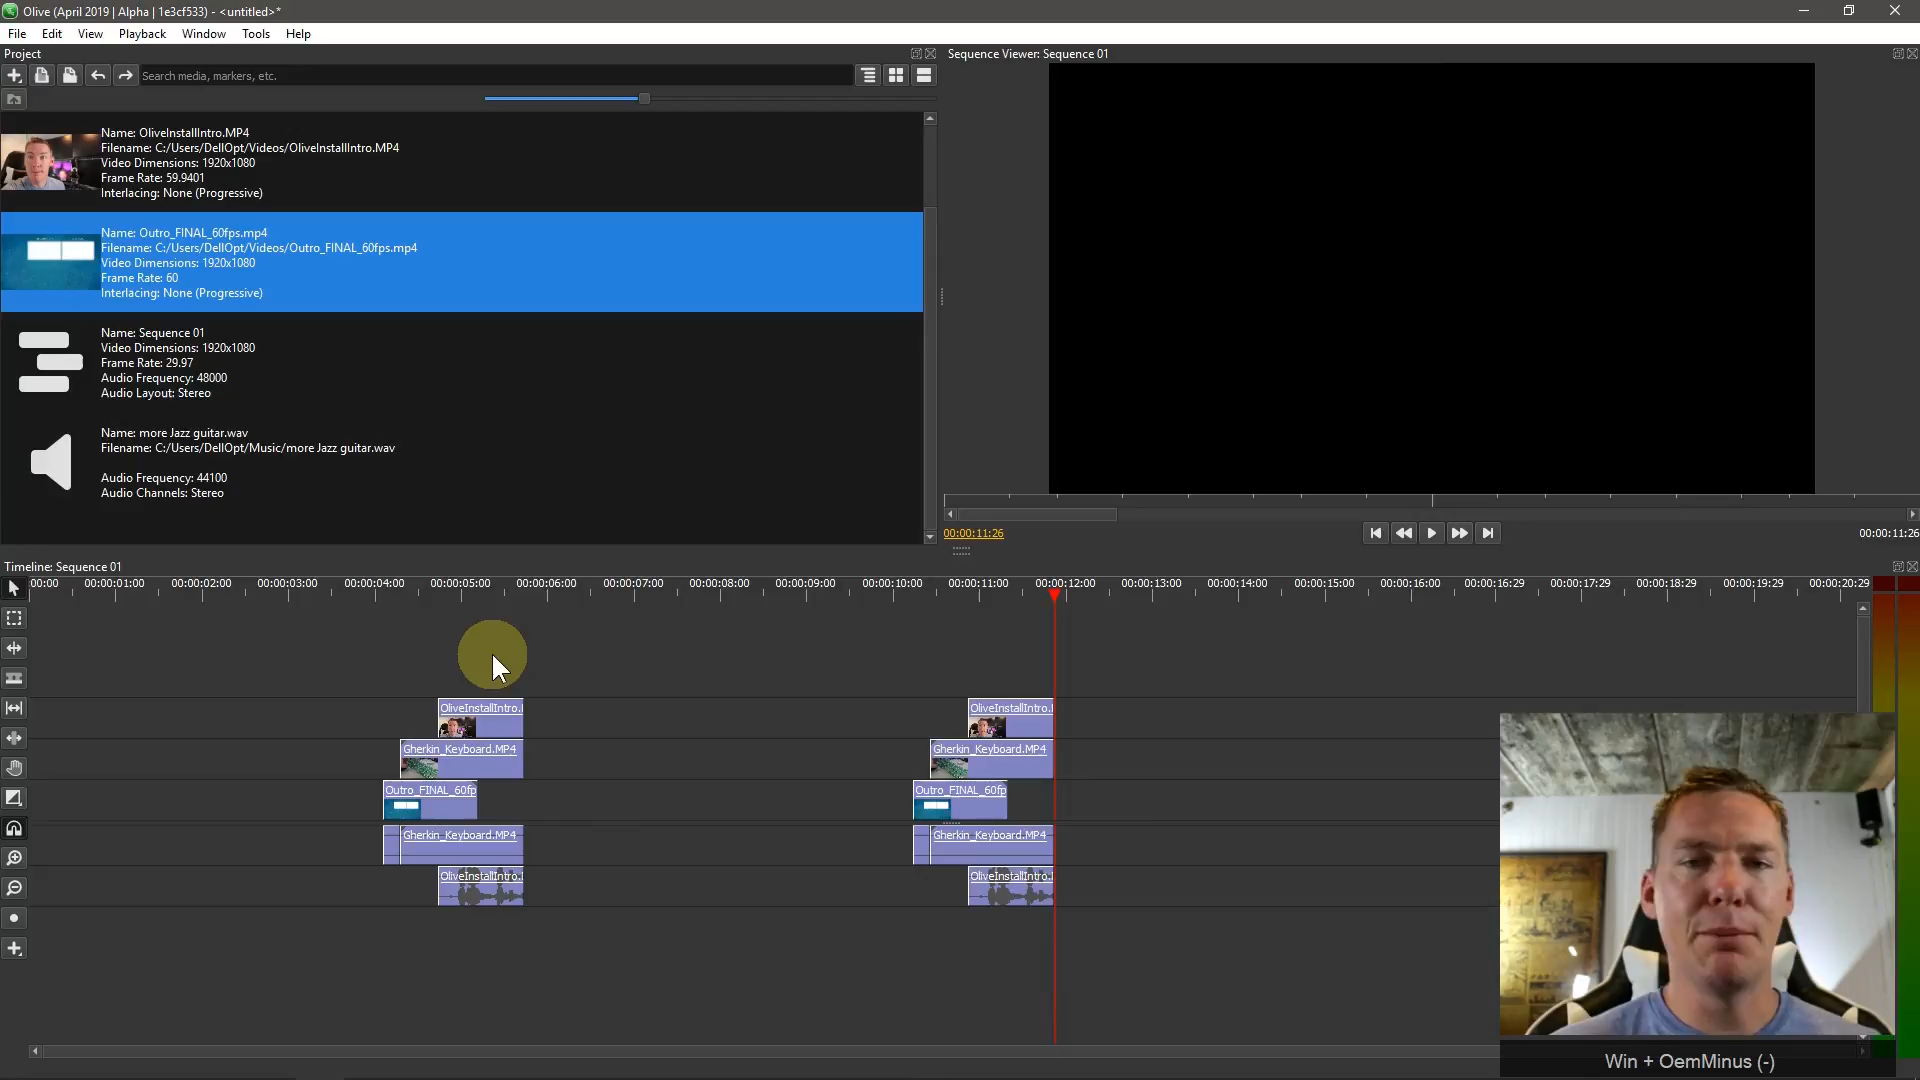 Olive (April 2019 | Alpha | 1e3cf533) - <untitled>*
File Edit View Playback Window Tools Help
Project
Sequence Viewer: Sequence 01
Search media, markers, etc.
Name: OliveInstallIntro.MP4
Filename: C:/Users/DellOpt/Videos/OliveInstallIntro.MP4
Video Dimensions: 1920x1080
Frame Rate: 59.9401
Interlacing: None (Progressive)
Name: Outro_FINAL_60fps.mp4
Filename: C:/Users/DellOpt/Videos/Outro_FINAL_60fps.mp4
Video Dimensions: 1920x1080
Frame Rate: 60
Interlacing: None (Progressive)
Name: Sequence 01
Video Dimensions: 1920x1080
Frame Rate: 29.97
Audio Frequency: 48000
Audio Layout: Stereo
Name: more Jazz guitar.wav
Filename: C:/Users/DellOpt/Music/more Jazz guitar.wav
Audio Frequency: 44100
Audio Channels: Stereo
00:00:11:26
00:00:11:26
Timeline: Sequence 01
00:00 00:00:01:00 00:00:02:00 00:00:03:00 00:00:04:00 00:00:05:00 00:00:06:00 00:00:07:00 00:00:08:00 00:00:09:00 00:00:10:00 00:00:11:00 00:00:12:00 00:00:13:00 00:00:14:00 00:00:15:00 00:00:16:00 00:00:16:29 00:00:17:29 00:00:18:29 00:00:19:29 00:00:20:29
OliveInstallIntro. OliveInstallIntro.
Gherkin_Keyboard.MP4 Gherkin_Keyboard.MP4
Outro_FINAL_60fp Outro_FINAL_60fp
Gherkin_Keyboard.MP4 Gherkin_Keyboard.MP4
OliveInstallIntro. OliveInstallIntro.
Win + OemMinus (-)